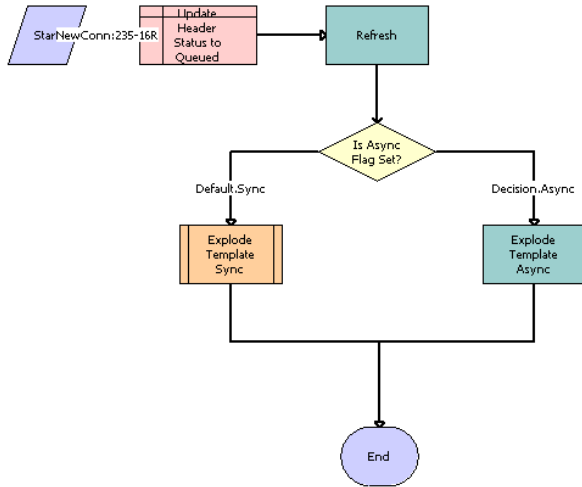 Update
StarNewConn:235-16R
Header
Status to
Queued
Refresh
Is Async
Flag Set?
Default.Sync
Decision.Async
Explode
Template
Sync
Explode
Template
Async
End